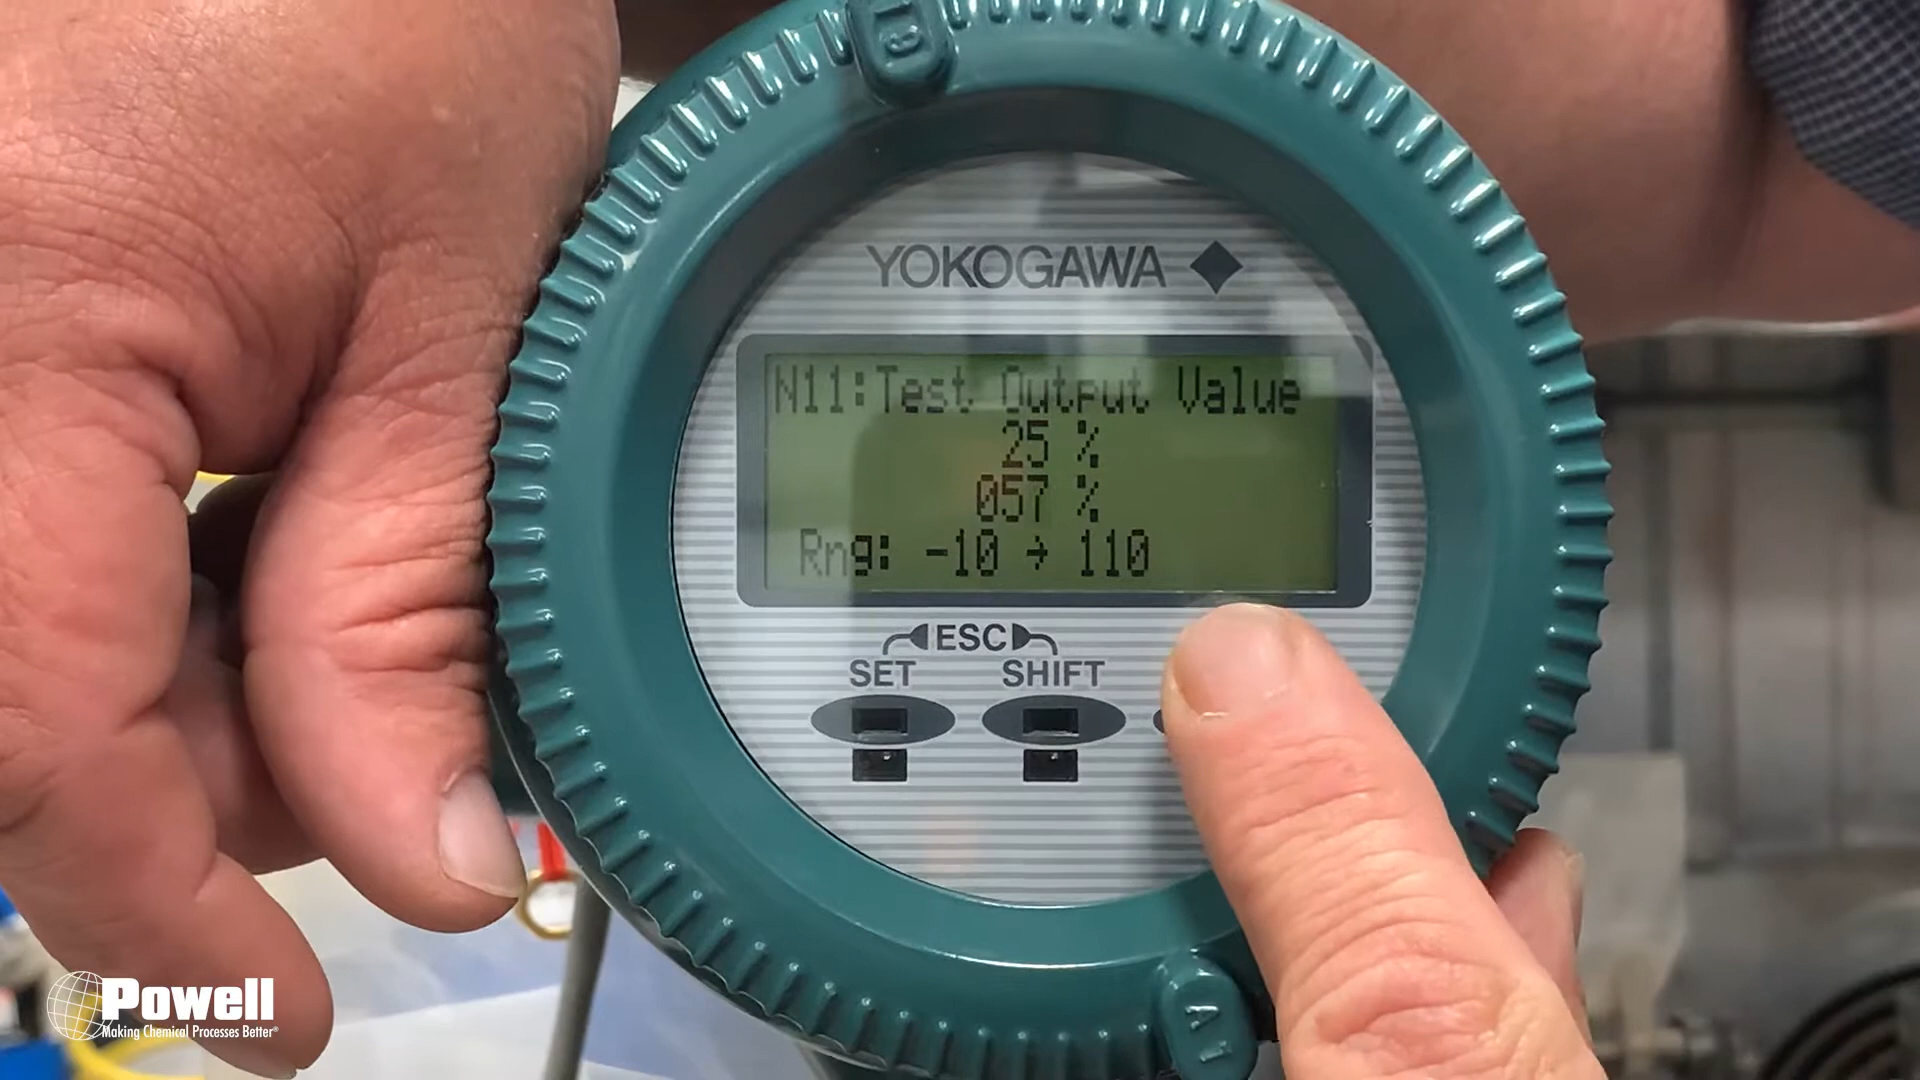 YOKOGAWA
N11:Test Output Value
25 %
057 %
Rng: -10 → 110
ESC
SET SHIFT
Powell
Making Chemical Processes Better®